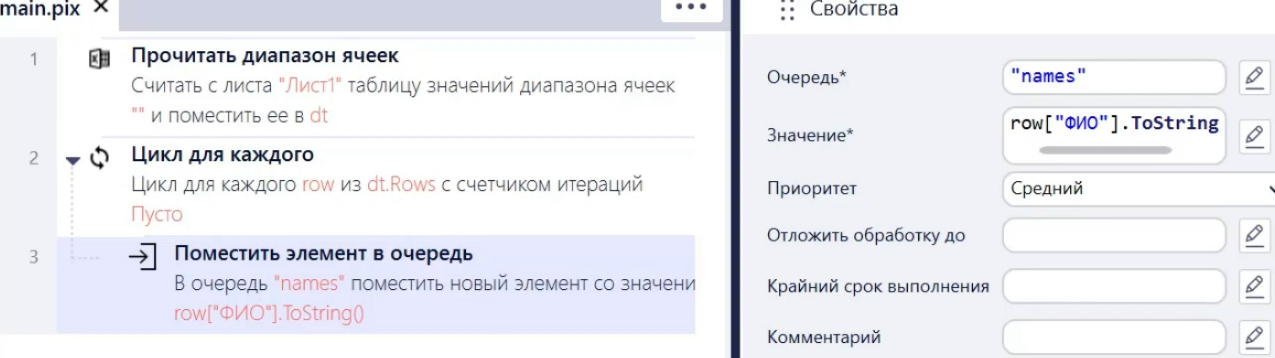 main.pix
Свойства
1
Прочитать диапазон ячеек
Считать с листа "Лист1" таблицу значений диапазона ячеек
"" и поместить ее в dt
2
Цикл для каждого
Цикл для каждого row из dt.Rows с счетчиком итераций
Пусто
3
Поместить элемент в очередь
В очередь "names" поместить новый элемент со значени
row["ФИО"].ToString()
Очередь* "names"
Значение* row["ФИО"].ToString
Приоритет Средний
Отложить обработку до
Крайний срок выполнения
Комментарий